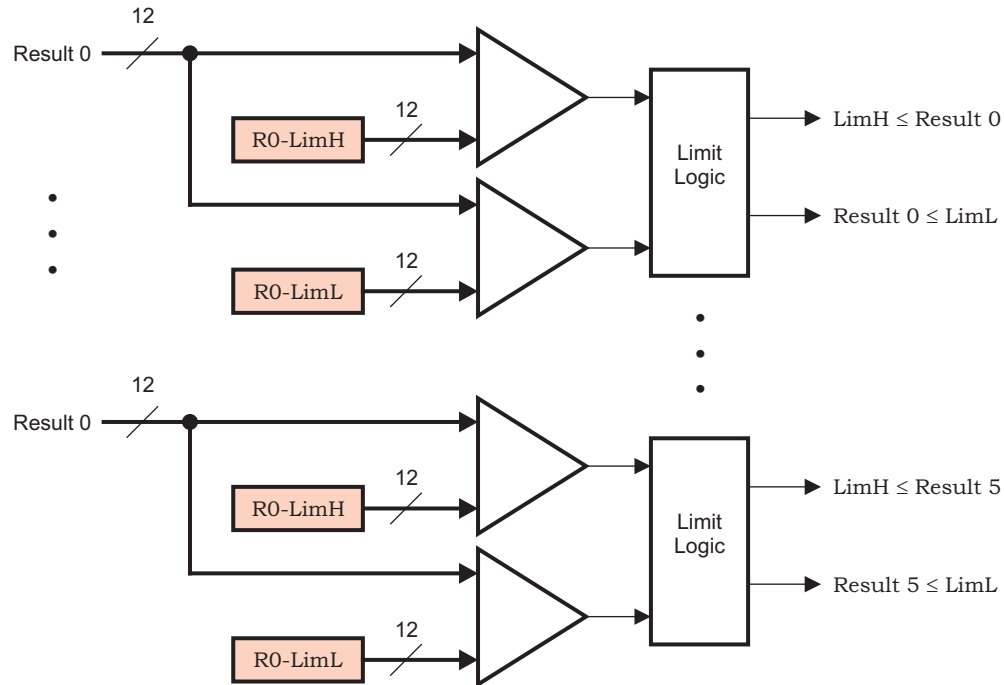 12
Result 0
12
R0-LimH
12
R0-LimL
Limit
Logic
LimH ≤ Result 0
Result 0 ≤ LimL
12
Result 0
12
R0-LimH
12
R0-LimL
Limit
Logic
LimH ≤ Result 5
Result 5 ≤ LimL